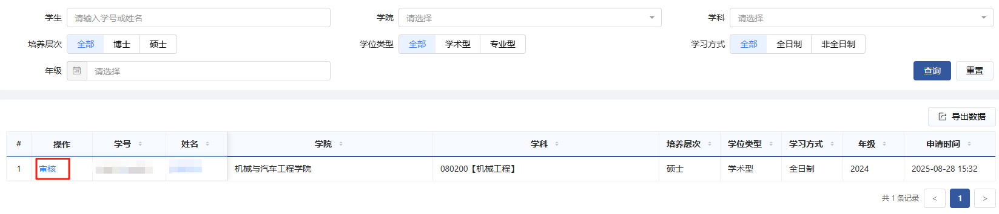 学生 请输入学号或姓名 学院 请选择 学科 请选择
培养层次 全部 博士 硕士 学位类型 全部 学术型 专业型 学习方式 全部 全日制 非全日制
年级 请选择 查询 重置
导出数据
# 操作 学号 姓名 学院 学科 培养层次 学位类型 学习方式 年级 申请时间
1 审核 机械与汽车工程学院 080200【机械工程】 硕士 学术型 全日制 2024 2025-08-28 15:32
共 1 条记录 < 1 >